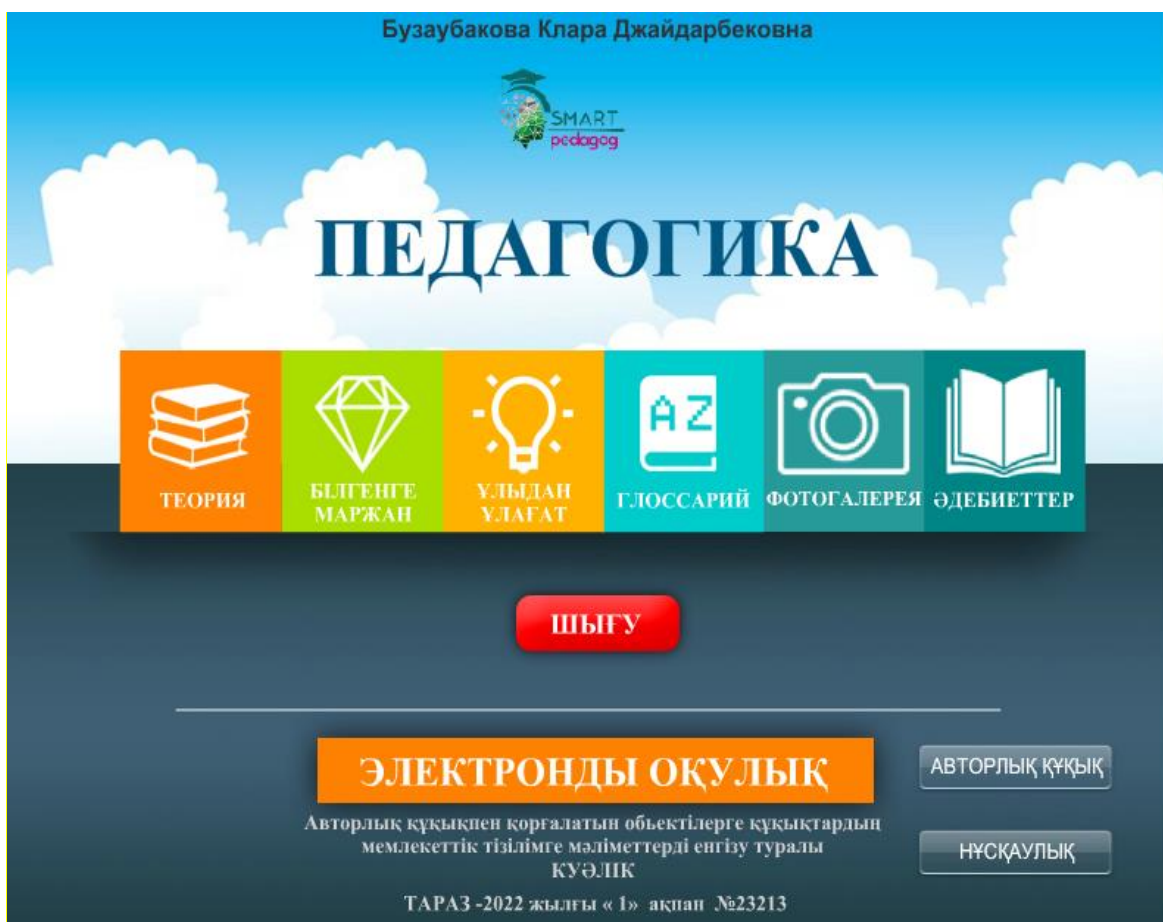 Бузаубакова Клара Джайдарбековна
SMART
pedagog
ПЕДАГОГИКА
AZ
ТЕОРИЯ
БІЛГЕНГЕ
МАРЖАН
ҰЛЫДАН
ҰЛАҒАТ
ГЛОССАРИЙ
ФОТОГАЛЕРЕЯ
ӘДЕБИЕТТЕР
ШЫҒУ
ЭЛЕКТРОНДЫ ОҚУЛЫҚ
АВТОРЛЫҚ ҚҰҚЫҚ
Авторлық құқықпен қорғалатын обьектілерге құқықтардың
мемлекеттік тізілімге мәліметтерді енгізу туралы
КУӘЛІК
НҰСҚАУЛЫҚ
ТАРАЗ -2022 жылғы « 1» ақпан №23213